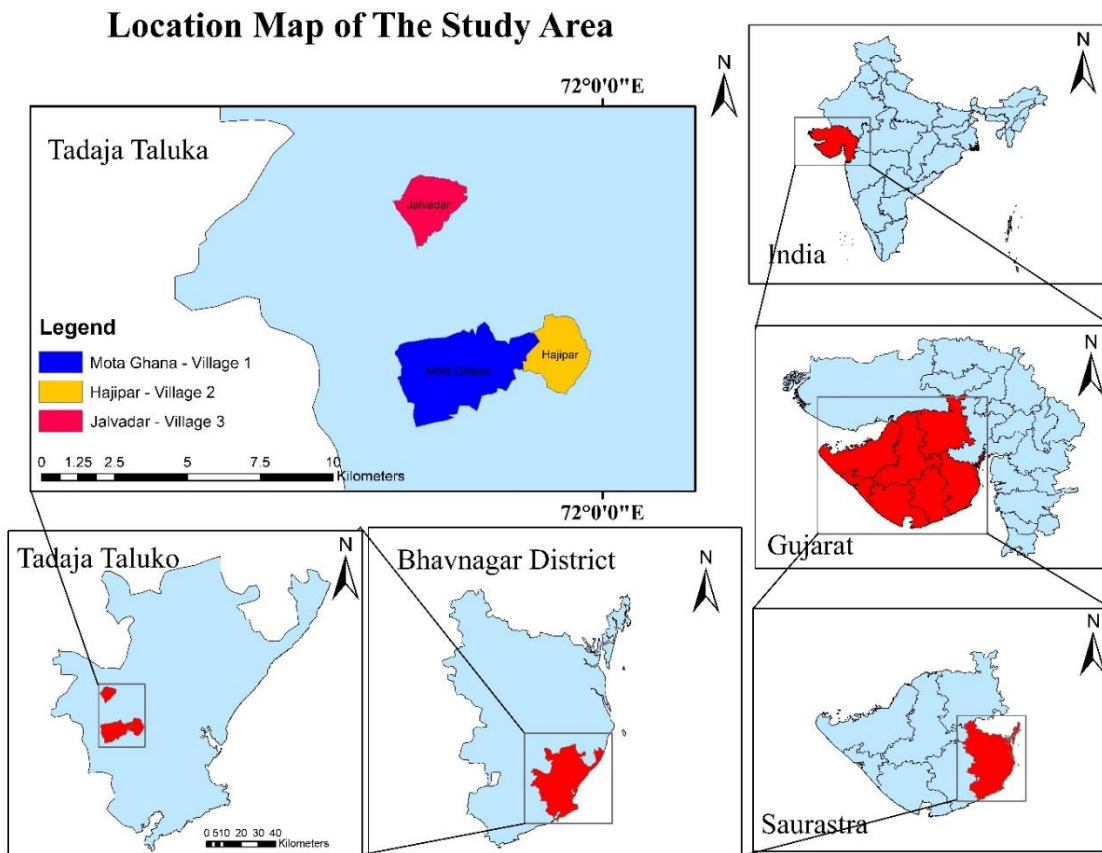 Location Map of The Study Area
N
72°0'0"E
Tadaja Taluka
Jalvadar
Mota Ghana
Hajipar
Legend
Mota Ghana - Village 1
Hajipar - Village 2
Jalvadar - Village 3
0 1.25 2.5 5 7.5 10
Kilometers
72°0'0"E
N
India
N
Gujarat
N
Saurastra
Bhavnagar District
N
Tadaja Taluko
N
0 510 20 30 40
Kilometers